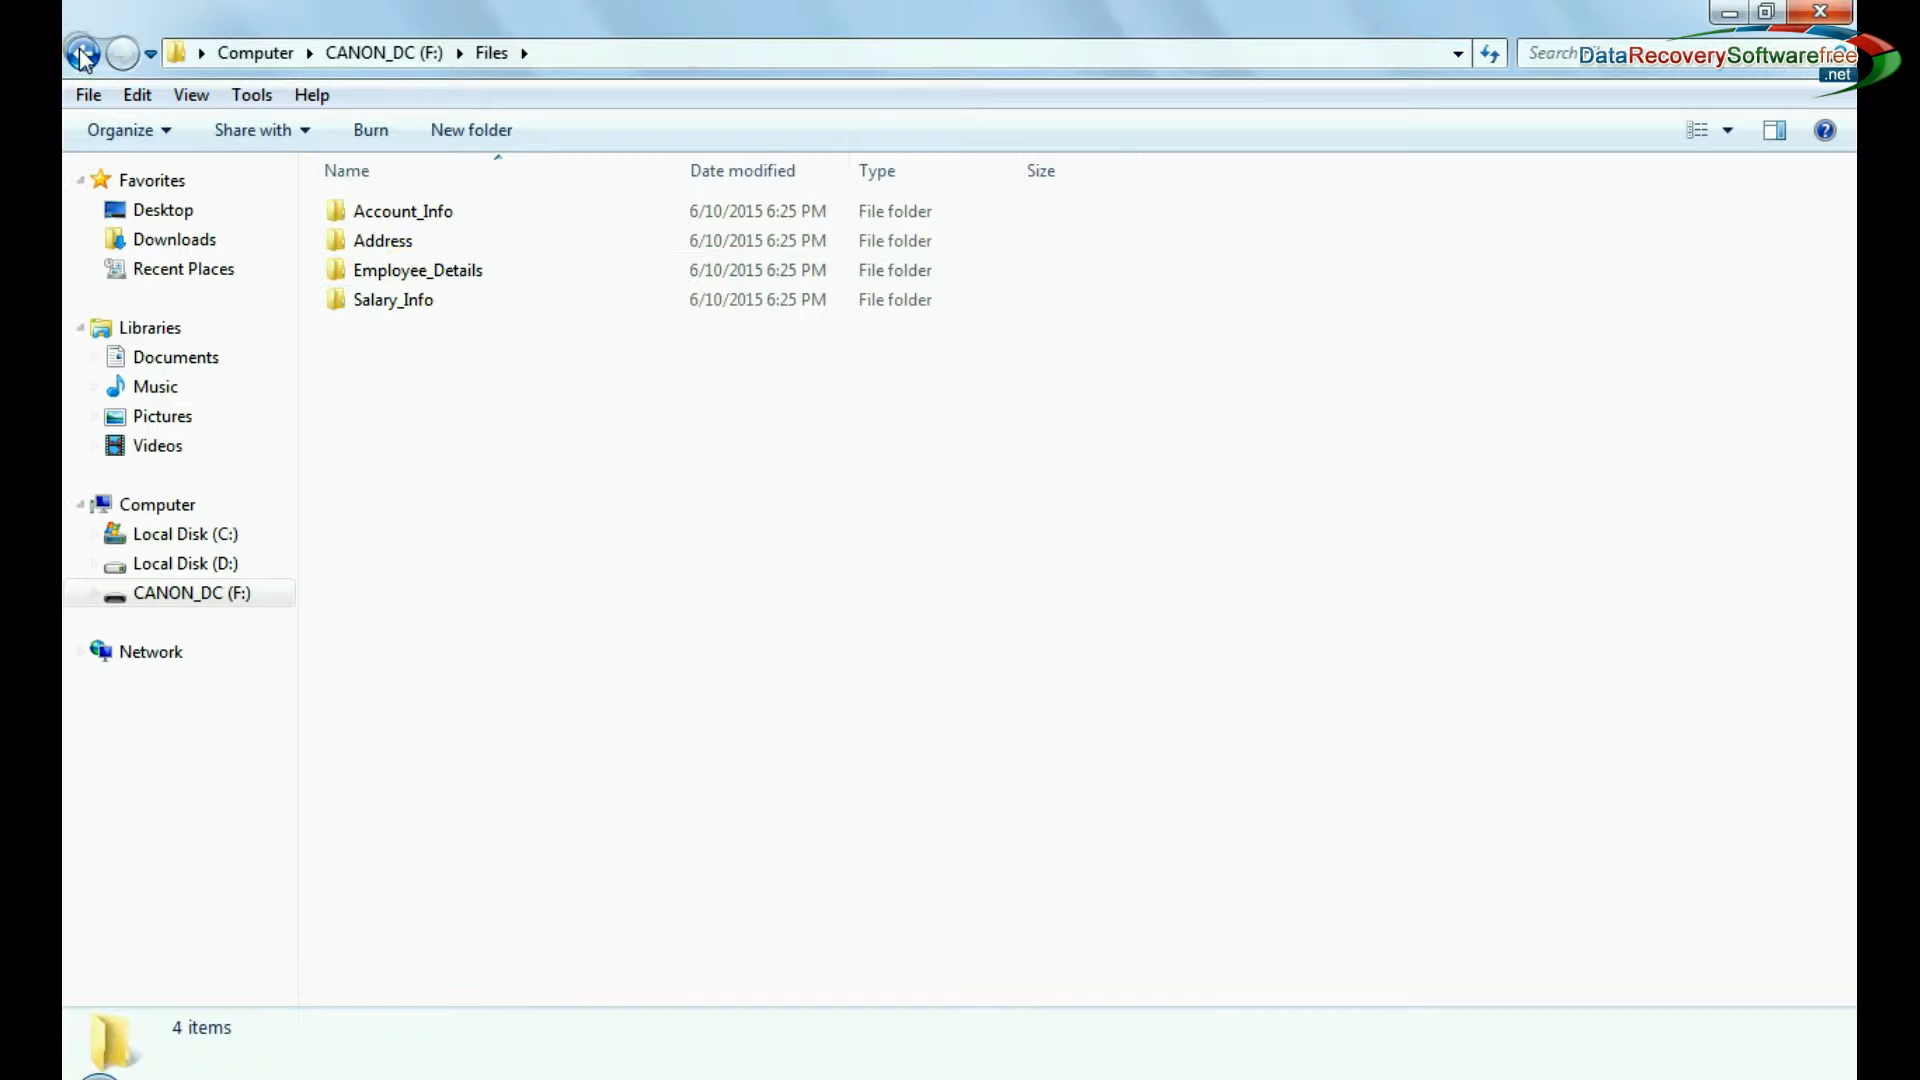 Computer CANON_DC (F:) Files
Search
DataRecoverySoftwarefree
.net
File Edit View Tools Help
Organize Share with Burn New folder
Name Date modified Type Size
Favorites
Desktop
Downloads
Recent Places
Libraries
Documents
Music
Pictures
Videos
Computer
Local Disk (C:)
Local Disk (D:)
CANON_DC (F:)
Network
Account_Info 6/10/2015 6:25 PM File folder
Address 6/10/2015 6:25 PM File folder
Employee_Details 6/10/2015 6:25 PM File folder
Salary_Info 6/10/2015 6:25 PM File folder
4 items